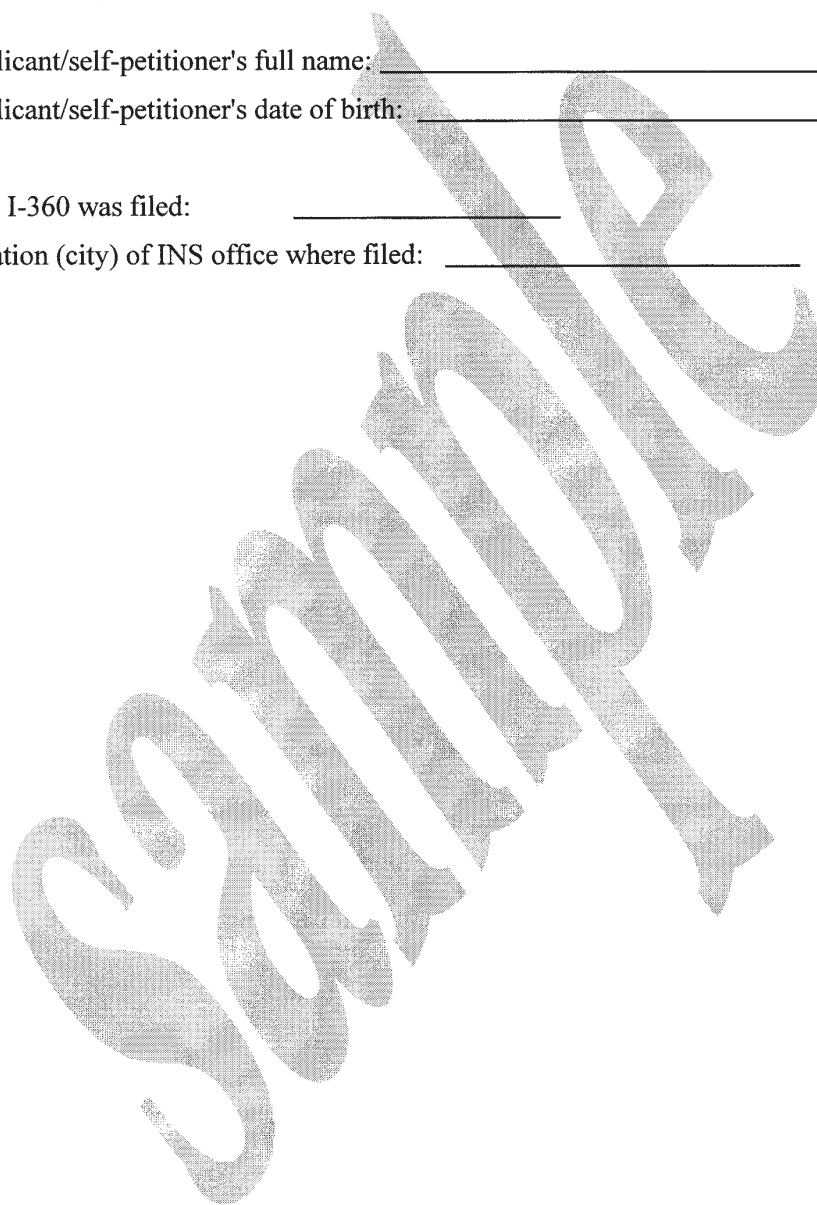 licant/self-petitioner's full name:
licant/self-petitioner's date of birth:
I-360 was filed:
ation (city) of INS office where filed:
sample